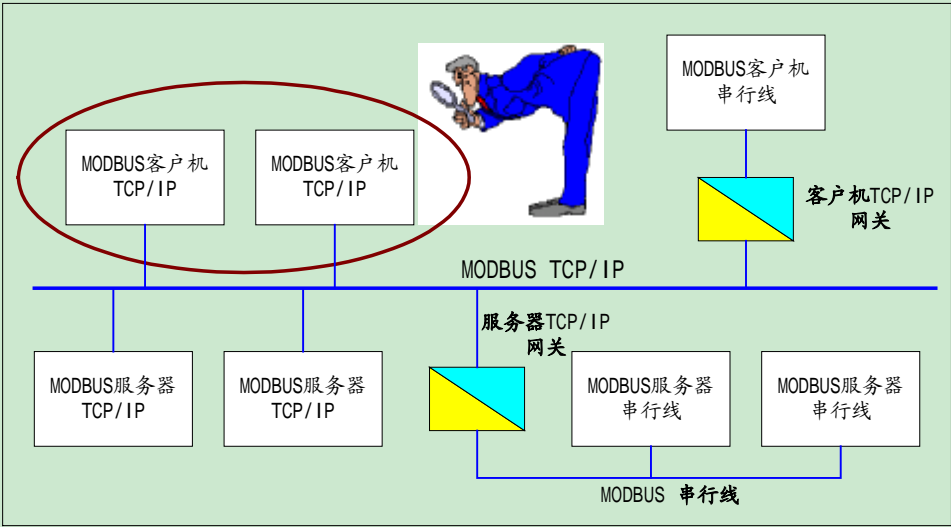 MODBUS客户机
串行线
MODBUS客户机
TCP/IP
MODBUS客户机
TCP/IP
客户机TCP/IP
网关
MODBUS TCP/IP
服务器TCP/IP
网关
MODBUS服务器
TCP/IP
MODBUS服务器
TCP/IP
MODBUS服务器
串行线
MODBUS服务器
串行线
MODBUS 串行线